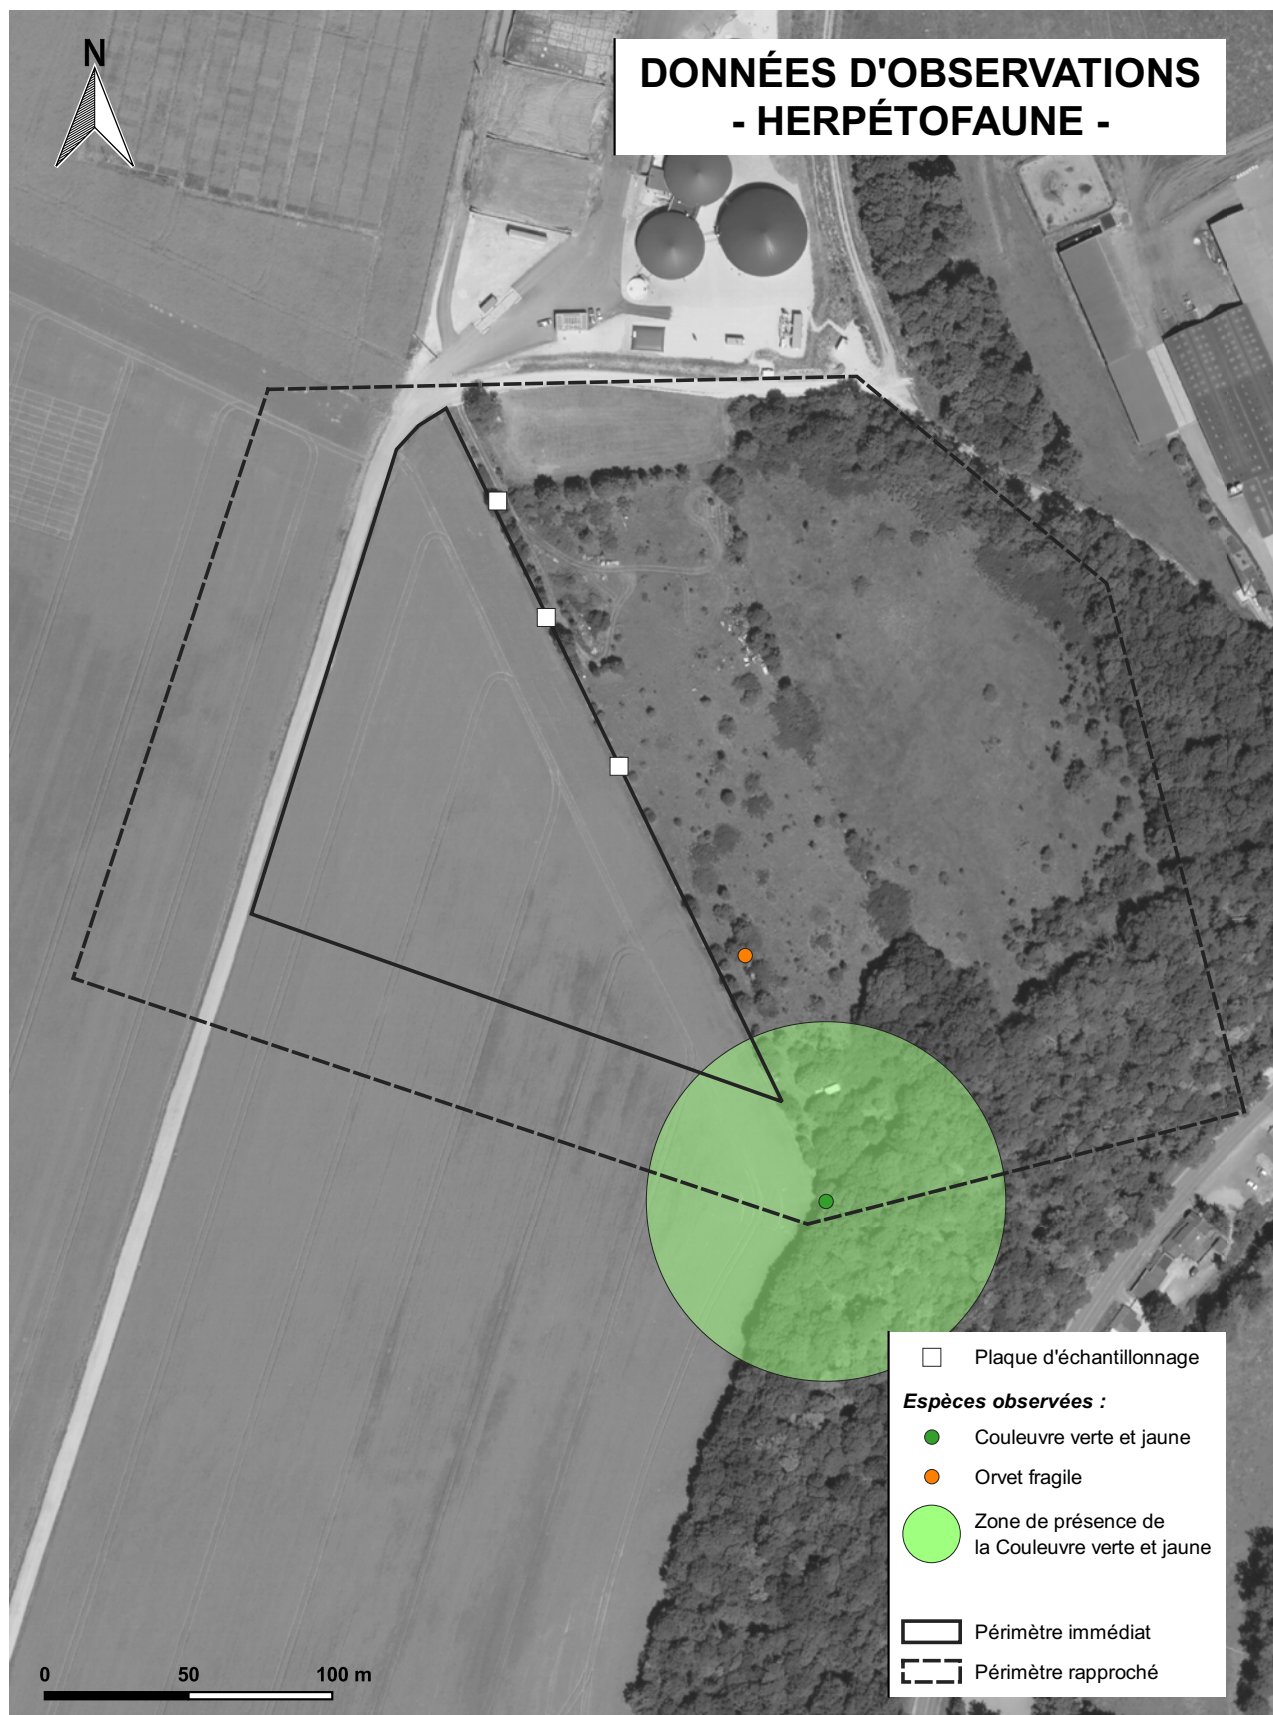 N
DONNÉES D'OBSERVATIONS
- HERPÉTOFAUNE -
Plaque d'échantillonnage
Espèces observées :
Couleuvre verte et jaune
Orvet fragile
Zone de présence de
la Couleuvre verte et jaune
Périmètre immédiat
Périmètre rapproché
0 50 100 m